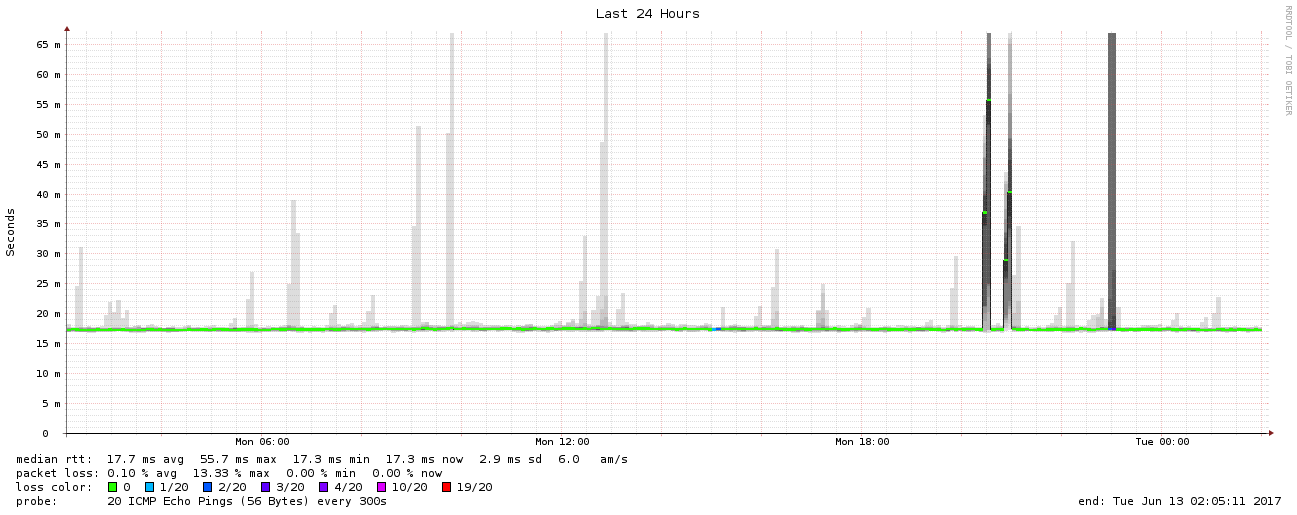 Last 24 Hours
RRDTOOL / TOBI OETIKER
Seconds
65 m
60 m
55 m
50 m
45 m
40 m
35 m
30 m
25 m
20 m
15 m
10 m
5 m
0
Mon 06:00 Mon 12:00 Mon 18:00 Tue 00:00
median rtt: 17.7 ms avg 55.7 ms max 17.3 ms min 17.3 ms now 2.9 ms sd 6.0 am/s
packet loss: 0.10 % avg 13.33 % max 0.00 % min 0.00 % now
loss color: 0 1/20 2/20 3/20 4/20 10/20 19/20
probe: 20 ICMP Echo Pings (56 Bytes) every 300s end: Tue Jun 13 02:05:11 2017